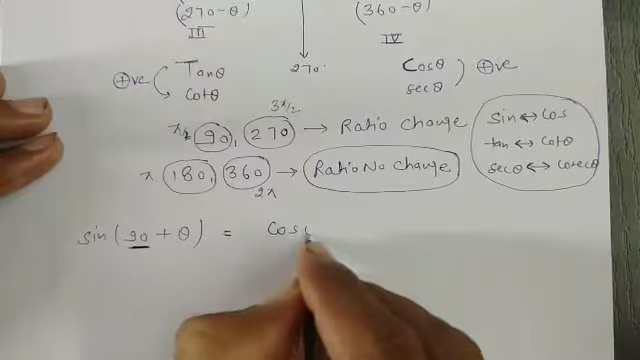 (270-θ) (360-θ)
III IV
⊕ve Tanθ 270° Cosθ ⊕ve
Cotθ secθ
3π/2
π/2 90, 270 → Ratio Change
π 180, 360 → Ratio No Change
2π
sin ↔ Cos
tan ↔ Cotθ
secθ ↔ Cosecθ
sin(90+θ) = Cos